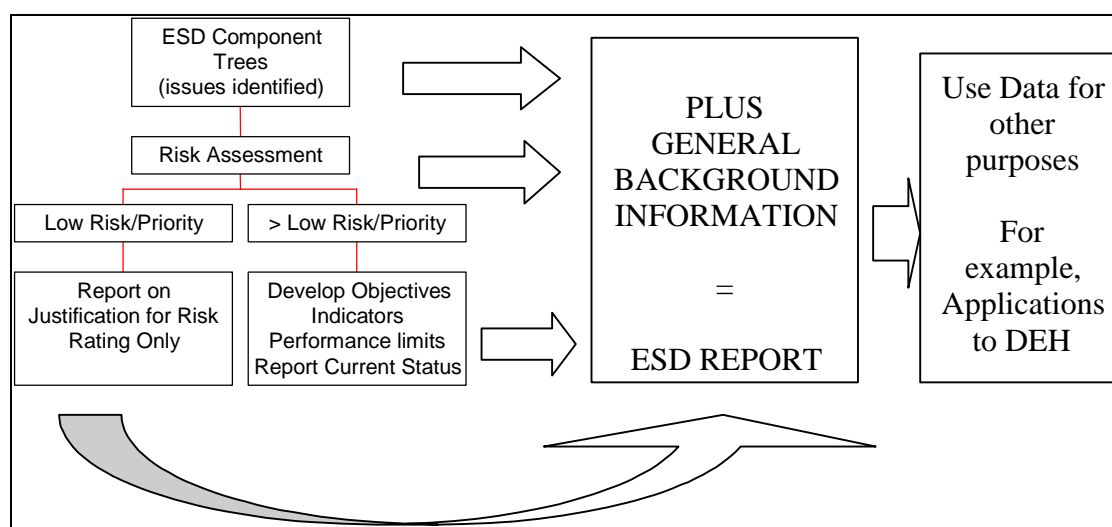 ESD Component
Trees
(issues identified)
Risk Assessment
Low Risk/Priority
> Low Risk/Priority
Report on
Justification for Risk
Rating Only
Develop Objectives
Indicators
Performance limits
Report Current Status
PLUS
GENERAL
BACKGROUND
INFORMATION
=
ESD REPORT
Use Data for
other
purposes
For
example,
Applications
to DEH